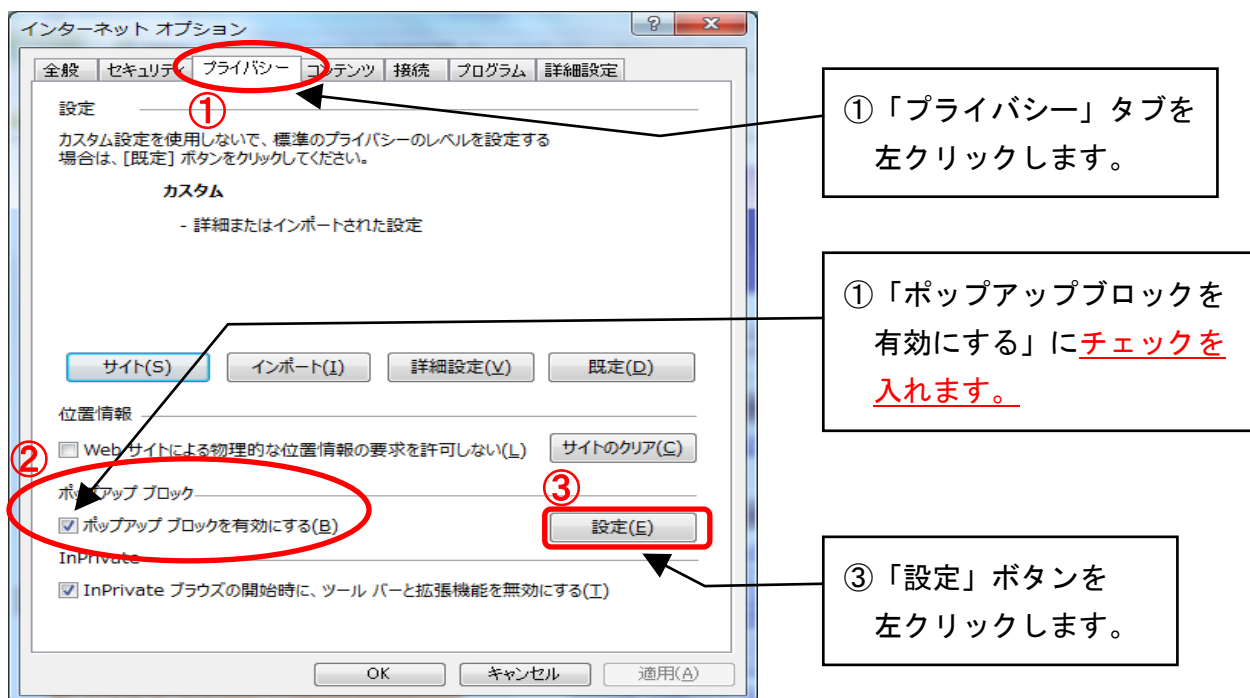 インターネット オプション
全般 セキュリティ プライバシー コンテンツ 接続 プログラム 詳細設定
①
設定
カスタム設定を使用しないで、標準のプライバシーのレベルを設定する
場合は、[既定] ボタンをクリックしてください。
カスタム
- 詳細またはインポートされた設定
サイト(S) インポート(I) 詳細設定(V) 既定(D)
位置情報
②
Web サイトによる物理的な位置情報の要求を許可しない(L) サイトのクリア(C)
ポップアップ ブロック
③
ポップアップ ブロックを有効にする(B) 設定(E)
InPrivate
InPrivate ブラウズの開始時に、ツール バーと拡張機能を無効にする(T)
OK キャンセル 適用(A)
①「プライバシー」タブを
左クリックします。
①「ポップアップブロックを
有効にする」にチェックを
入れます。
③「設定」ボタンを
左クリックします。